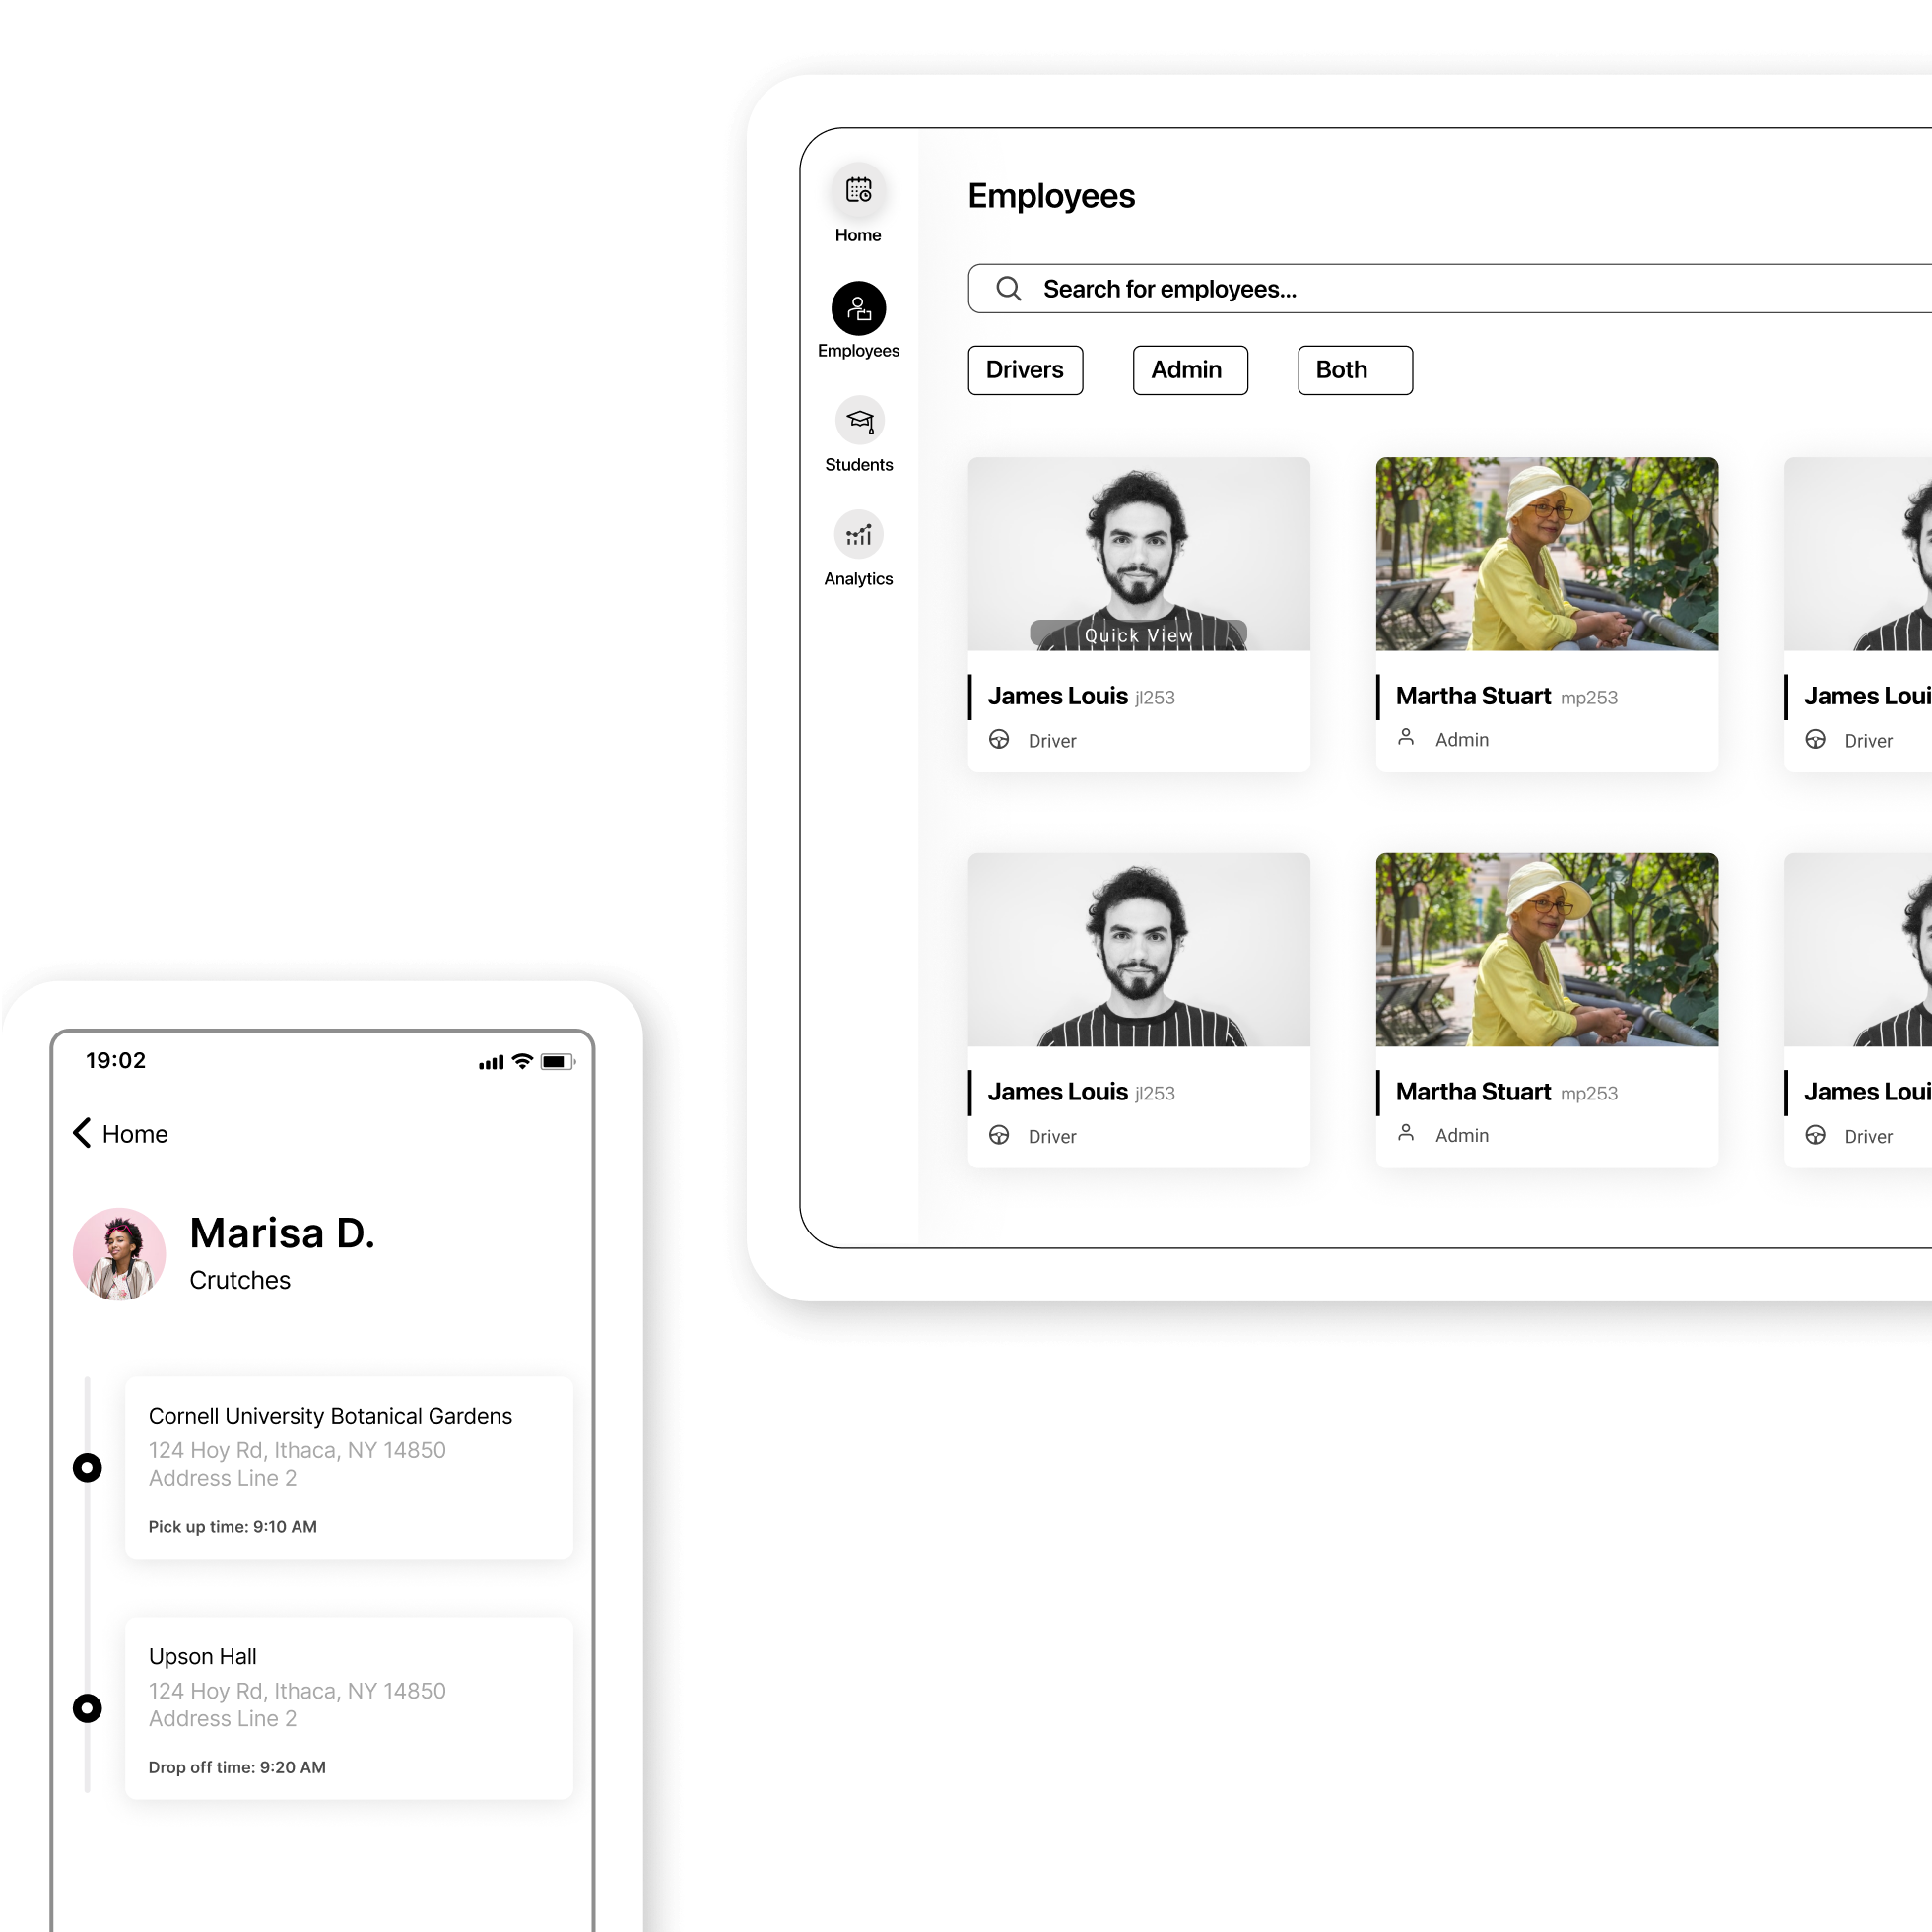 Home
Employees
Students
Analytics
Employees
Search for employees...
Drivers Admin Both
Quick View
James Louis jl253
Driver
Martha Stuart mp253
Admin
James Loui
Driver
James Louis jl253
Driver
Martha Stuart mp253
Admin
James Loui
Driver
19:02
Home
Marisa D.
Crutches
Cornell University Botanical Gardens
124 Hoy Rd, Ithaca, NY 14850
Address Line 2
Pick up time: 9:10 AM
Upson Hall
124 Hoy Rd, Ithaca, NY 14850
Address Line 2
Drop off time: 9:20 AM